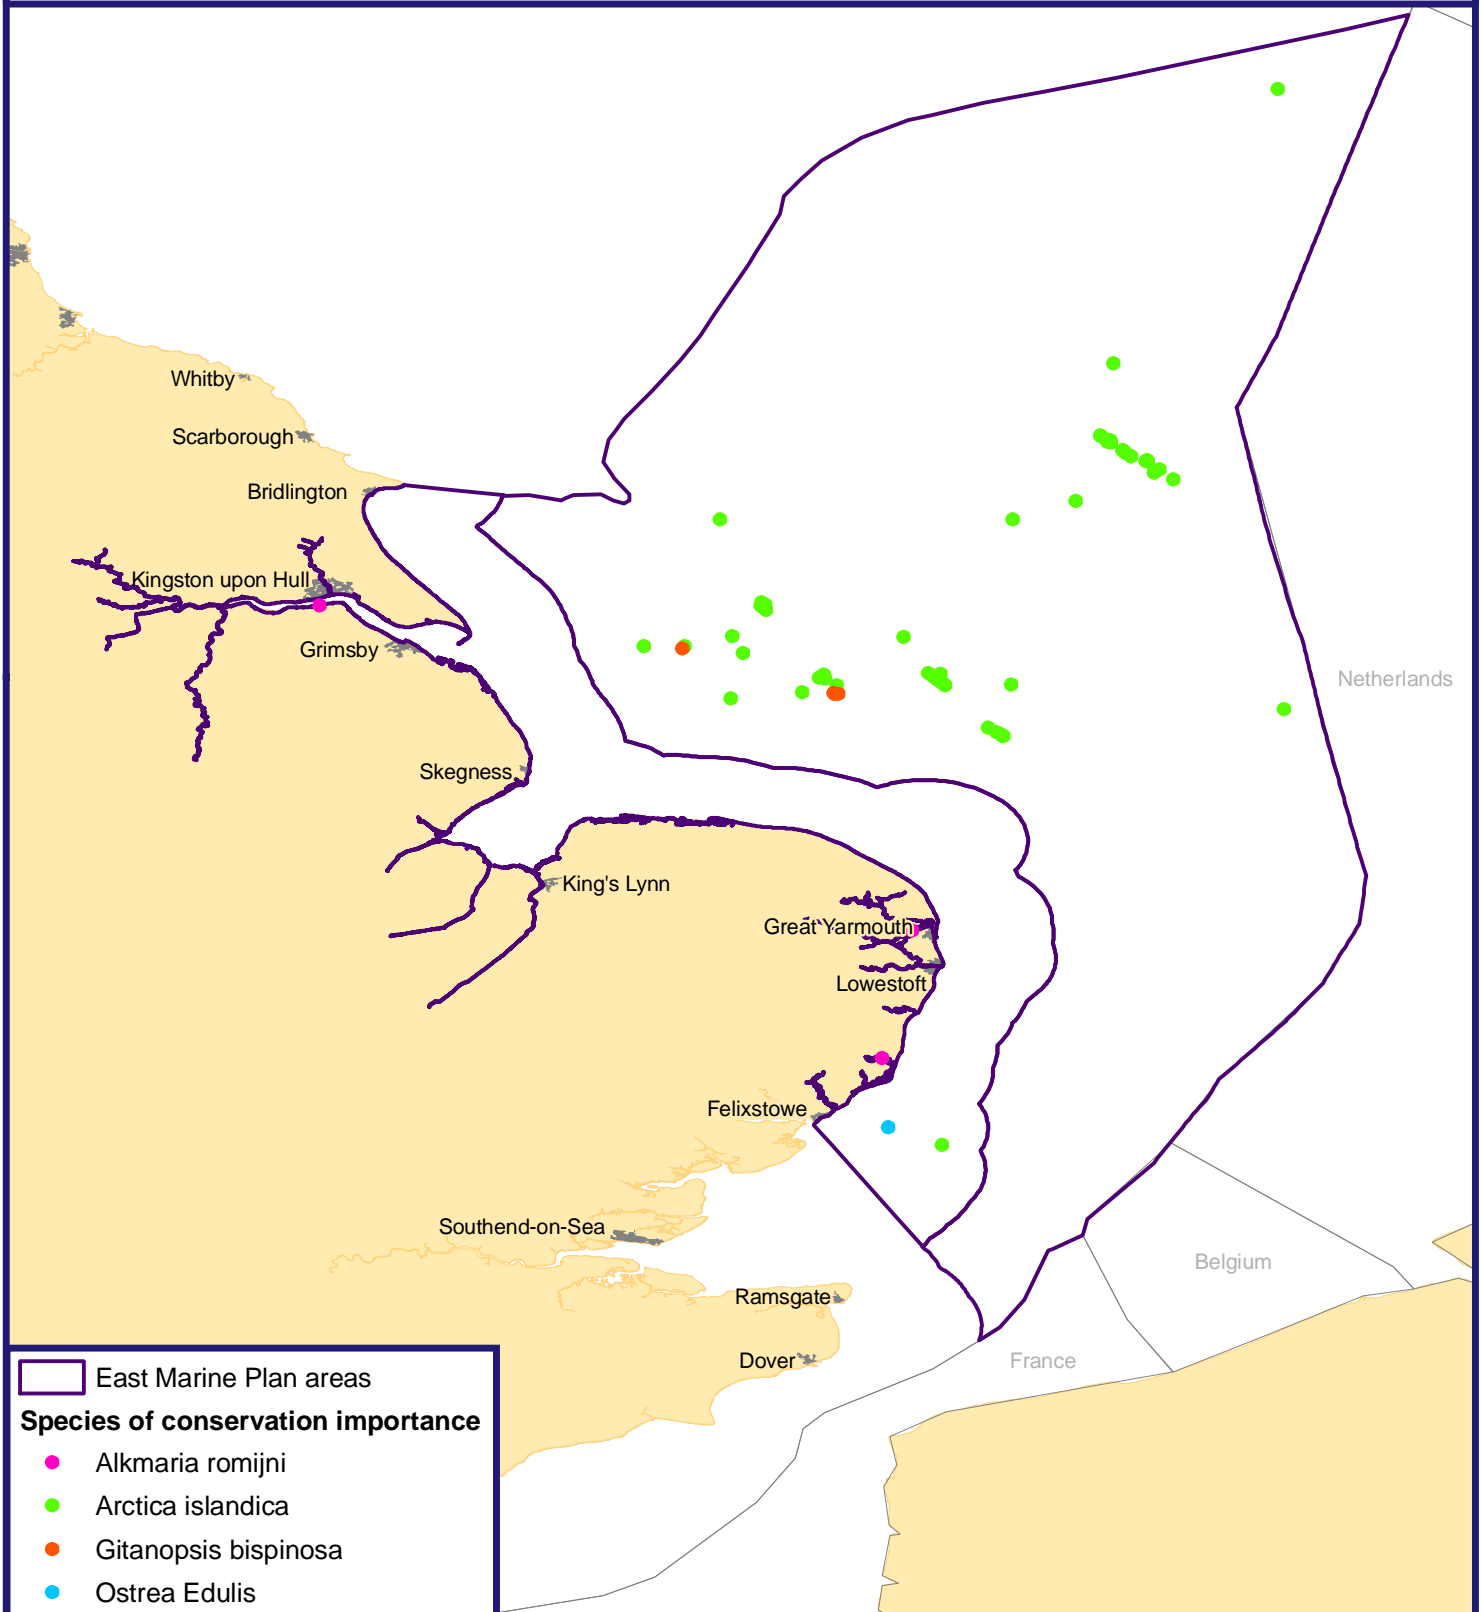 Whitby
Scarborough
Bridlington
Kingston upon Hull
Grimsby
Netherlands
Skegness
King's Lynn
Great Yarmouth
Lowestoft
Felixstowe
Southend-on-Sea
Belgium
Ramsgate
Dover
France
East Marine Plan areas
Species of conservation importance
Alkmaria romijni
Arctica islandica
Gitanopsis bispinosa
Ostrea Edulis